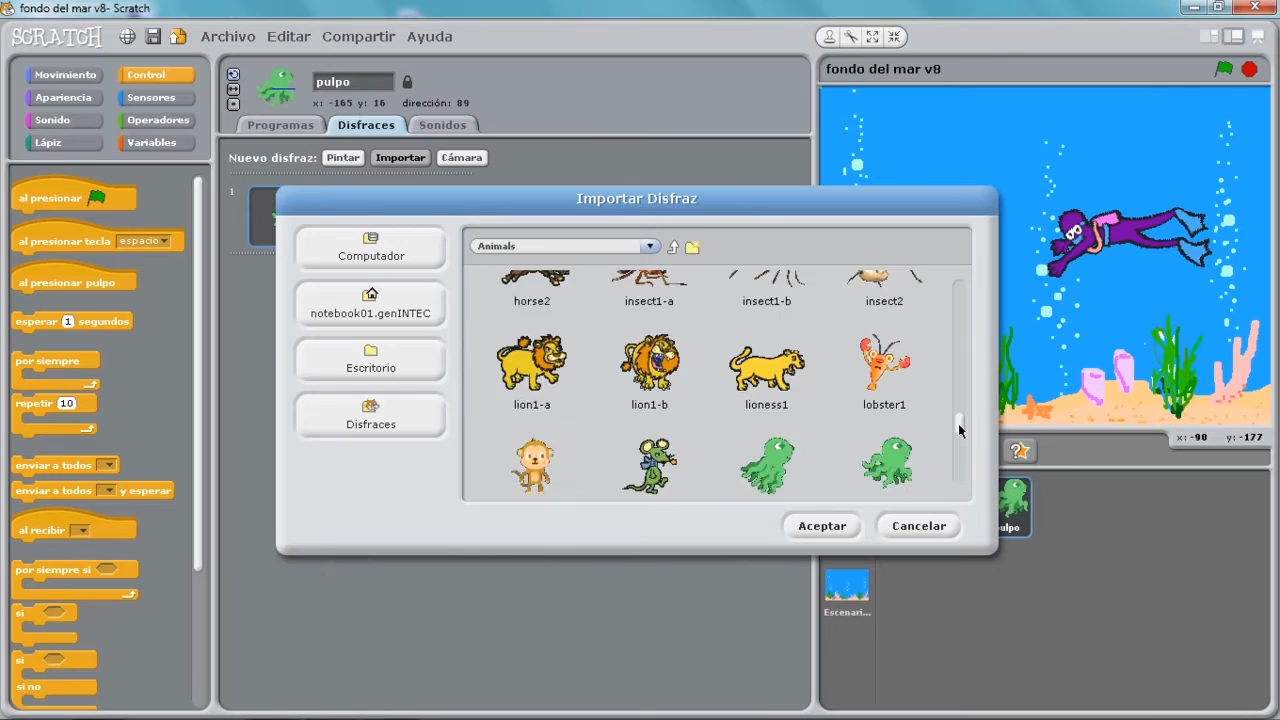 fondo del mar v8- Scratch
SCRATCH
Archivo
Editar
Compartir
Ayuda
Movimiento
Control
Apariencia
Sensores
Sonido
Operadores
Lápiz
Variables
pulpo
x: -165 y: 16 dirección: 89
Programas
Disfraces
Sonidos
Nuevo disfraz:
Pintar
Importar
Cámara
1
al presionar
al presionar tecla espacio
al presionar pulpo
esperar 1 segundos
por siempre
repetir 10
enviar a todos
enviar a todos y esperar
al recibir
por siempre si
si
si
si no
Importar Disfraz
Computador
notebook01.genINTEC
Escritorio
Disfraces
Animals
horse2
insect1-a
insect1-b
insect2
lion1-a
lion1-b
lioness1
lobster1
Aceptar
Cancelar
fondo del mar v8
x: -90 y: -177
pulpo
Escenari...